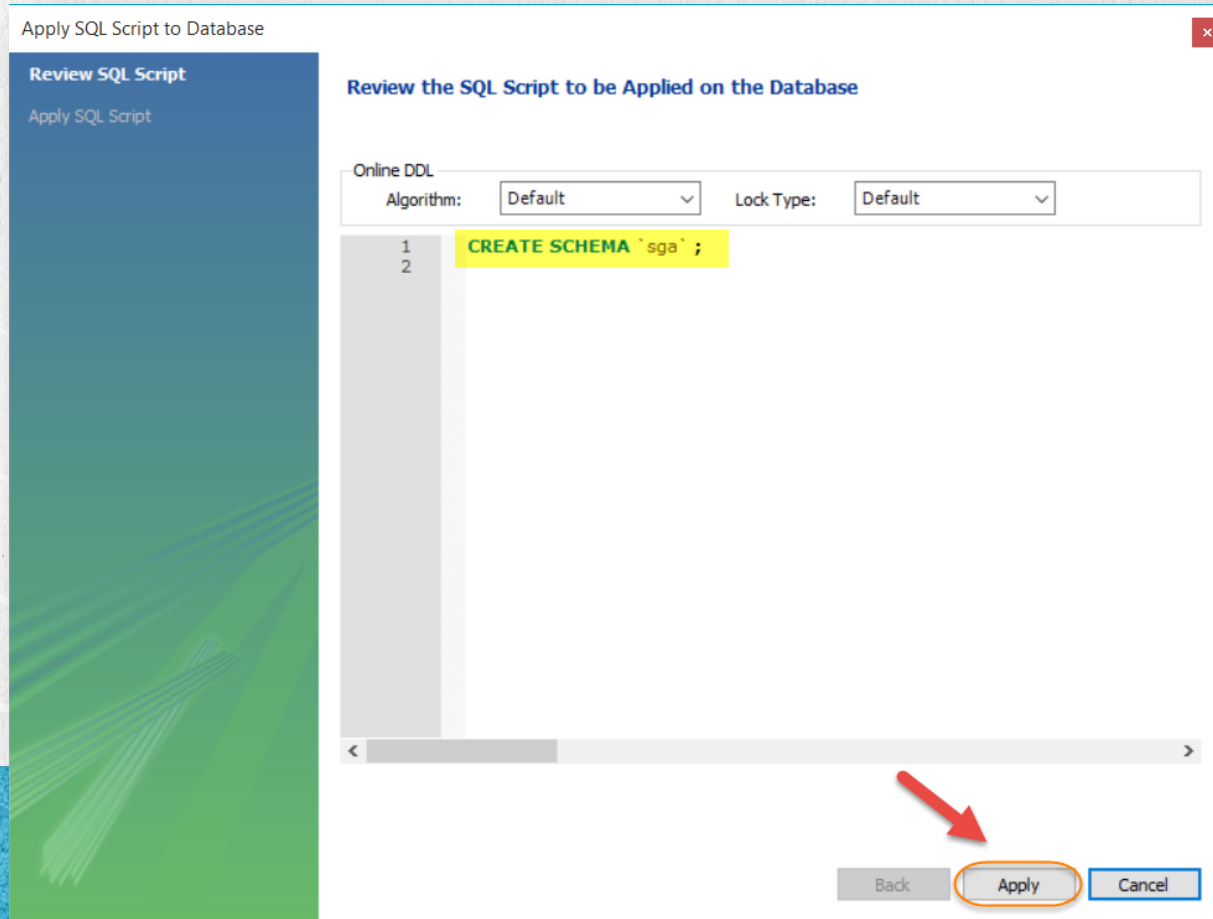 Apply SQL Script to Database
Review SQL Script
Apply SQL Script
Review the SQL Script to be Applied on the Database
Online DDL
Algorithm: Default Lock Type: Default
1 CREATE SCHEMA `sga` ;
2
Back Apply Cancel